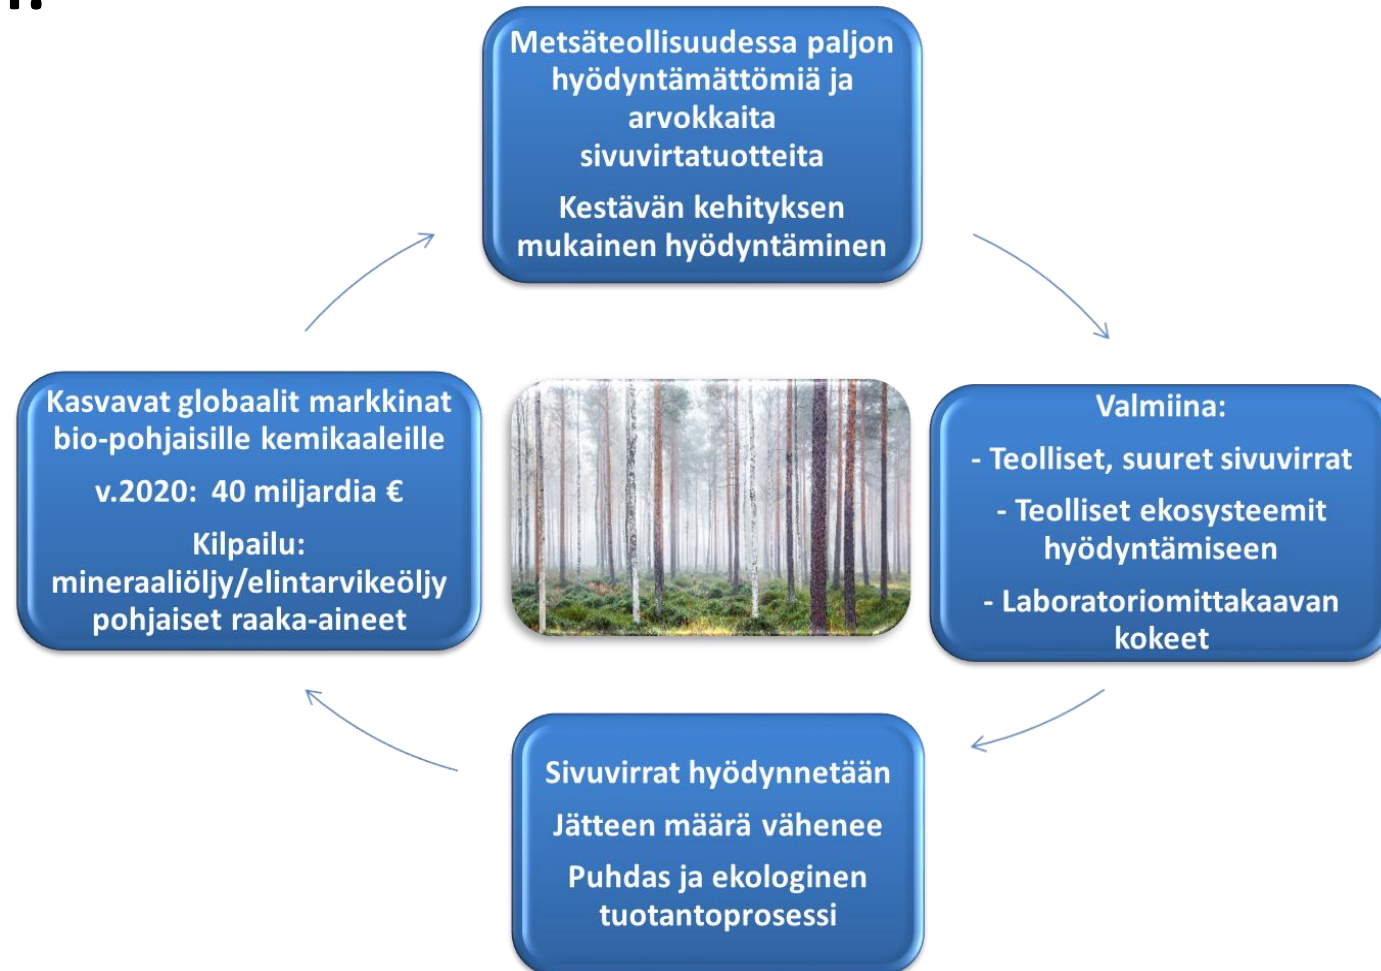 Metsäteollisuudessa paljon
hyödyntämättömiä ja
arvokkaita
sivuvirtatuotteita
Kestävän kehityksen
mukainen hyödyntäminen
Valmiina:
- Teolliset, suuret sivuvirrat
- Teolliset ekosysteemit
hyödyntämiseen
- Laboratoriomittakaavan
kokeet
Sivuvirrat hyödynnetään
Jätteen määrä vähenee
Puhdas ja ekologinen
tuotantoprosessi
Kasvavat globaalit markkinat
bio-pohjaisille kemikaaleille
v.2020: 40 miljardia €
Kilpailu:
mineraaliöljy/elintarvikeöljy
pohjaiset raaka-aineet